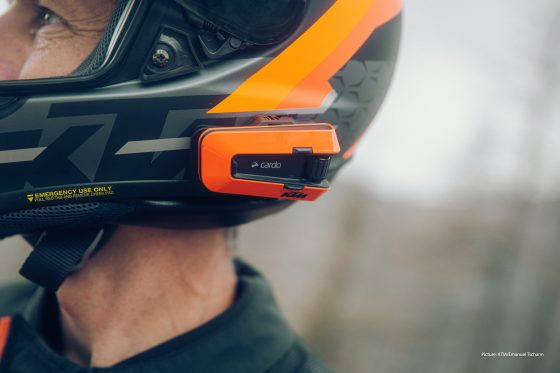 cardo
KTM
EMERGENCY USE ONLY
Picture: KTM/Emanuel Tschann